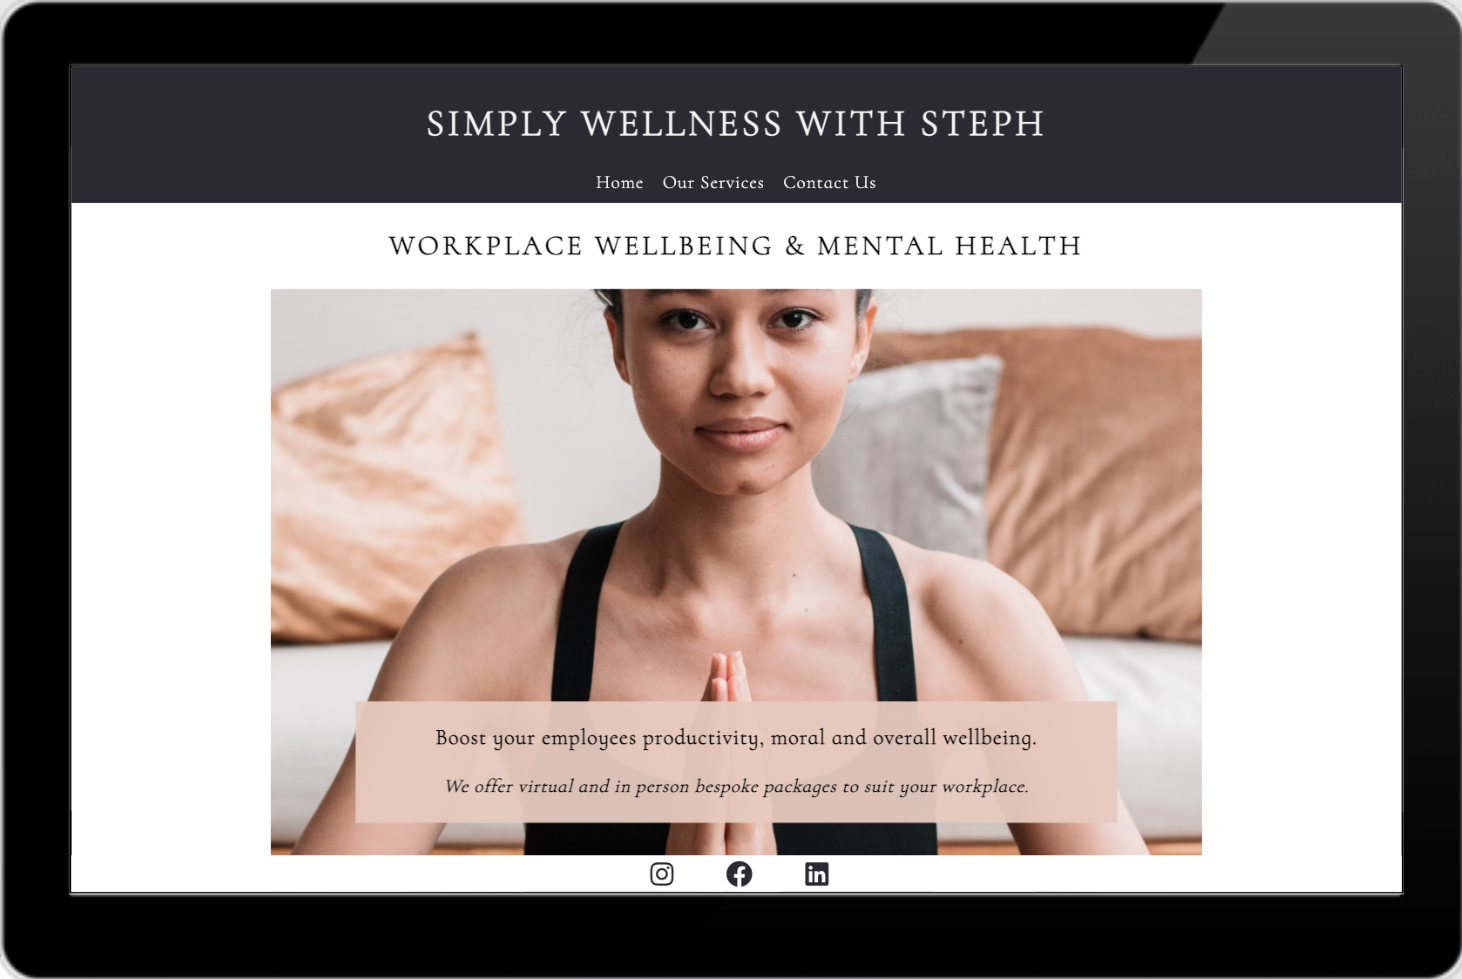 SIMPLY WELLNESS WITH STEPH
Home Our Services Contact Us
WORKPLACE WELLBEING & MENTAL HEALTH
Boost your employees productivity, moral and overall wellbeing.
We offer virtual and in person bespoke packages to suit your workplace.